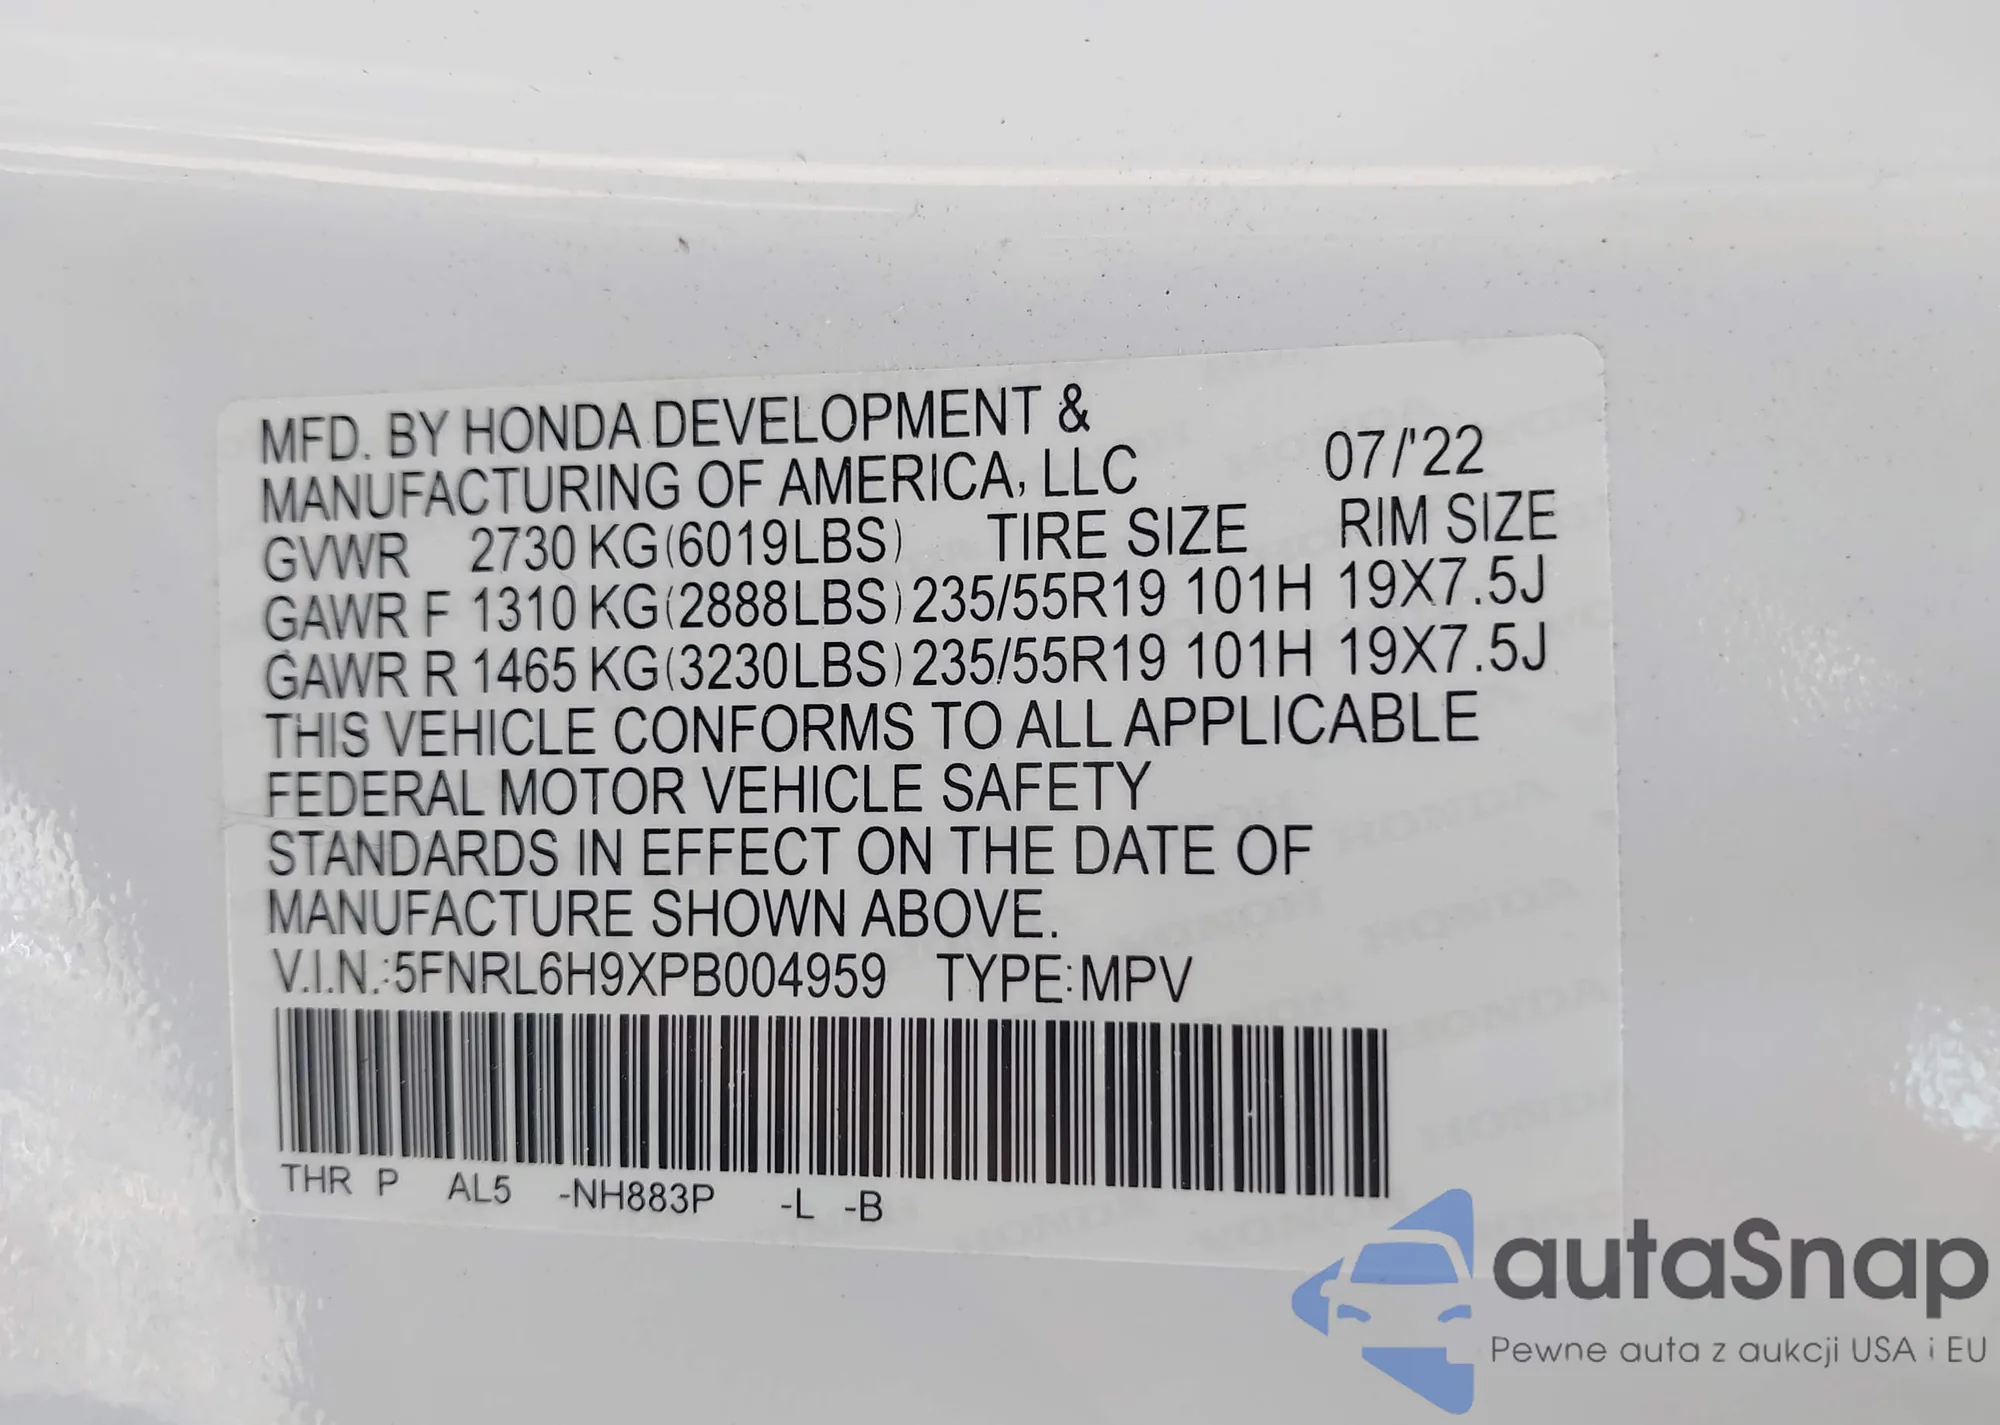 MFD. BY HONDA DEVELOPMENT &
MANUFACTURING OF AMERICA, LLC 07/'22
GVWR 2730 KG(6019LBS) TIRE SIZE RIM SIZE
GAWR F 1310 KG(2888LBS) 235/55R19 101H 19X7.5J
GAWR R 1465 KG(3230LBS) 235/55R19 101H 19X7.5J
THIS VEHICLE CONFORMS TO ALL APPLICABLE
FEDERAL MOTOR VEHICLE SAFETY
STANDARDS IN EFFECT ON THE DATE OF
MANUFACTURE SHOWN ABOVE.
V.I.N.:5FNRL6H9XPB004959 TYPE:MPV
THR P AL5 -NH883P -L -B
autaSnap
Pewne auta z aukcji USA i EU